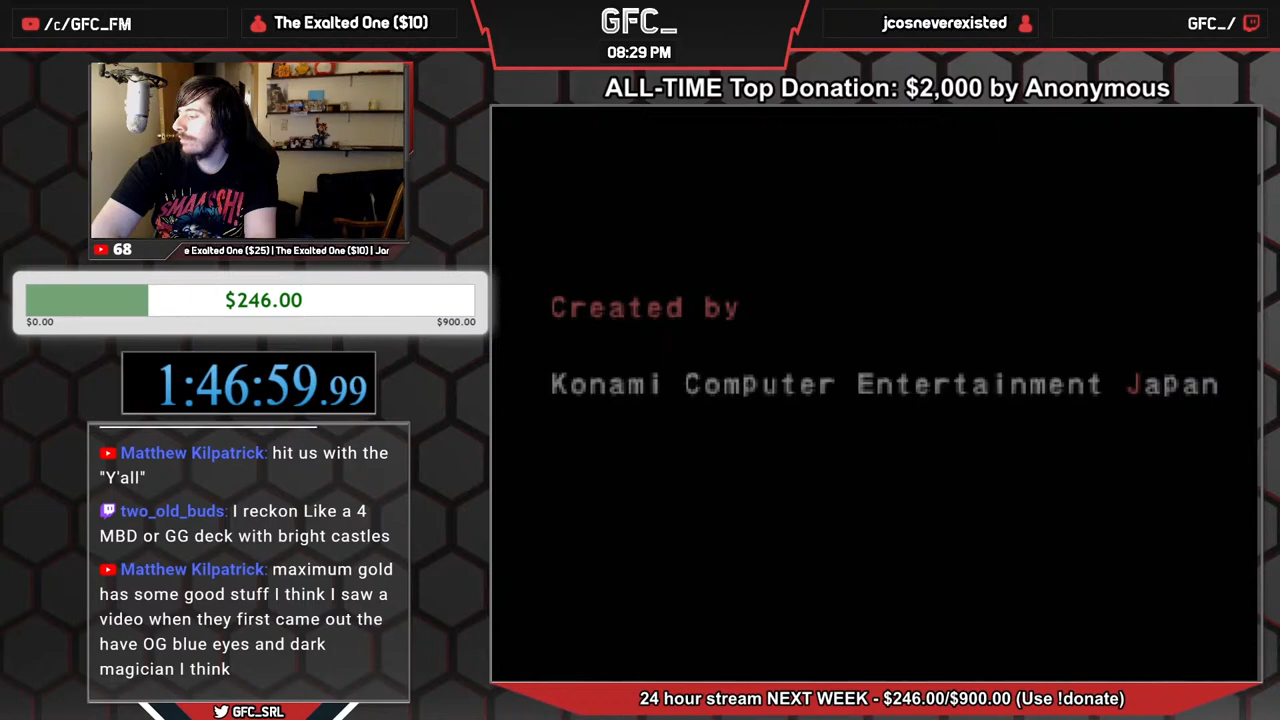 /c/GFC_FM
The Exalted One ($10)
GFC_
08:29 PM
jcosneverexisted
GFC_/
ALL-TIME Top Donation: $2,000 by Anonymous
SMAAASH!
68
e Exalted One ($25) | The Exalted One ($10) | Jar
$246.00
$0.00
$900.00
1:46:59.99
Created by
Konami Computer Entertainment Japan
Matthew Kilpatrick: hit us with the
"Y'all"
two_old_buds: I reckon Like a 4
MBD or GG deck with bright castles
Matthew Kilpatrick: maximum gold
has some good stuff I think I saw a
video when they first came out the
have OG blue eyes and dark
magician I think
GFC_SRL
24 hour stream NEXT WEEK - $246.00/$900.00 (Use !donate)